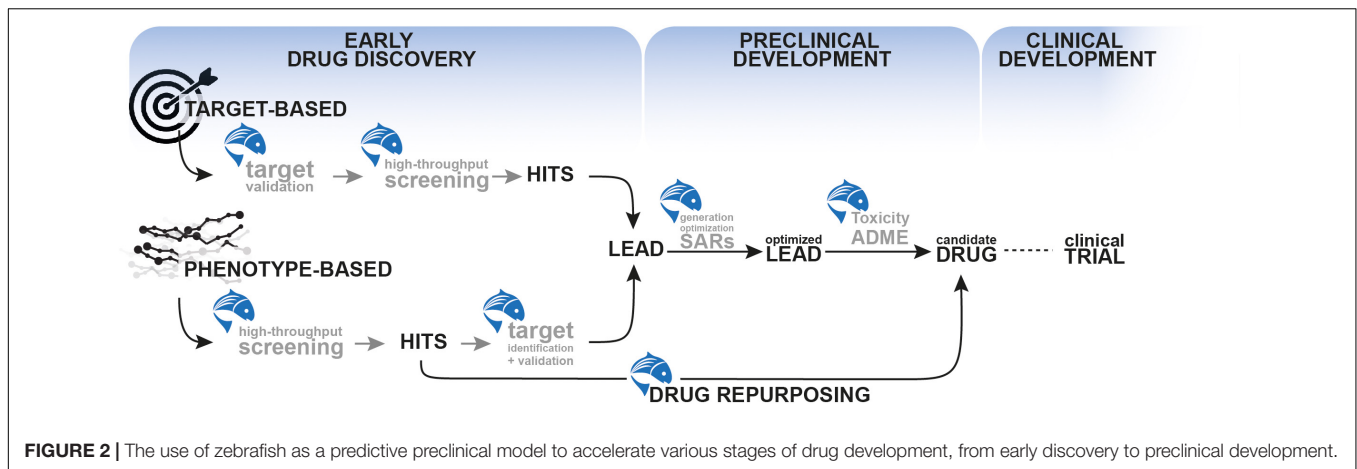 EARLY
DRUG DISCOVERY
PRECLINICAL
DEVELOPMENT
CLINICAL
DEVELOPMENT
TARGET-BASED
target
validation
high-throughput
screening
HITS
PHENOTYPE-BASED
high-throughput
screening
HITS
target
identification
+ validation
LEAD
generation
optimization
SARs
optimized
LEAD
Toxicity
ADME
candidate
DRUG
clinical
TRIAL
DRUG REPURPOSING
FIGURE 2 | The use of zebrafish as a predictive preclinical model to accelerate various stages of drug development, from early discovery to preclinical development.